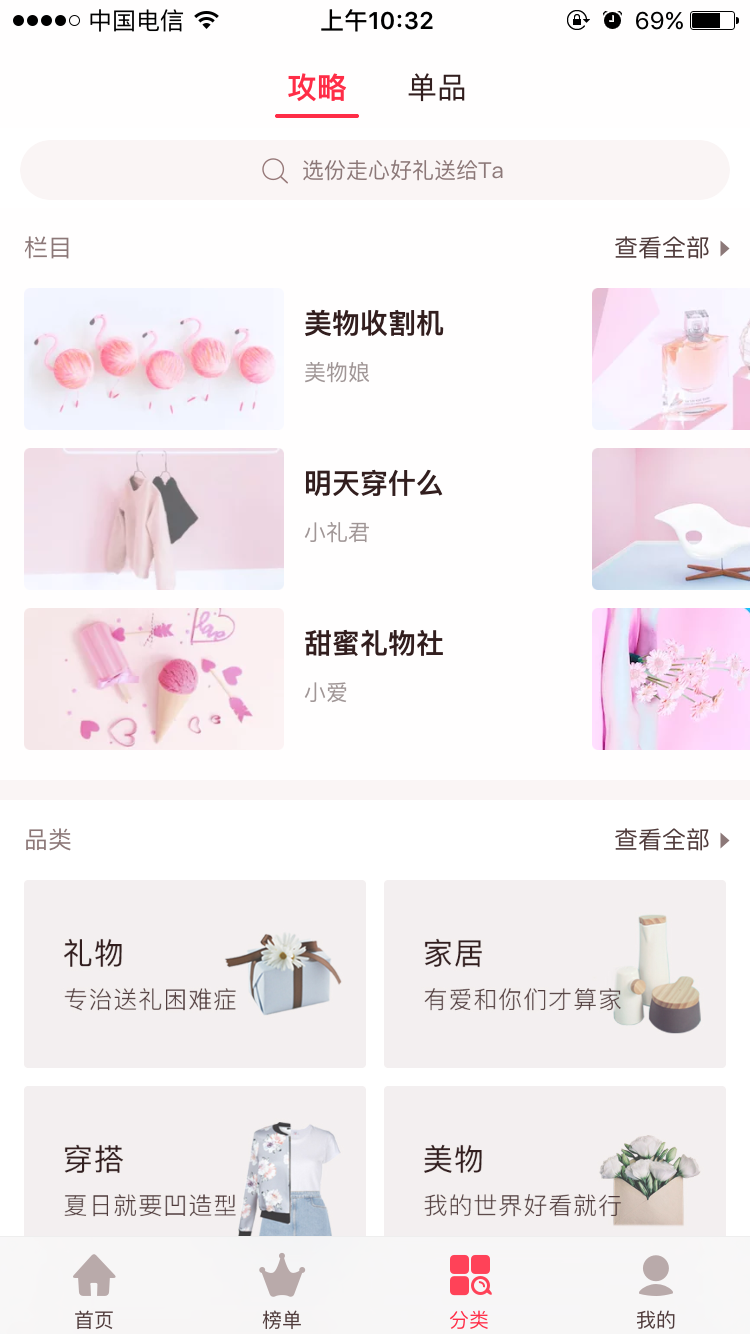 中国电信 上午10:32 69%
攻略 单品
选份走心好礼送给Ta
栏目 查看全部
美物收割机
美物娘
明天穿什么
小礼君
甜蜜礼物社
小爱
品类 查看全部
礼物
专治送礼困难症
家居
有爱和你们才算家
穿搭
夏日就要凹造型
美物
我的世界好看就行
首页 榜单 分类 我的